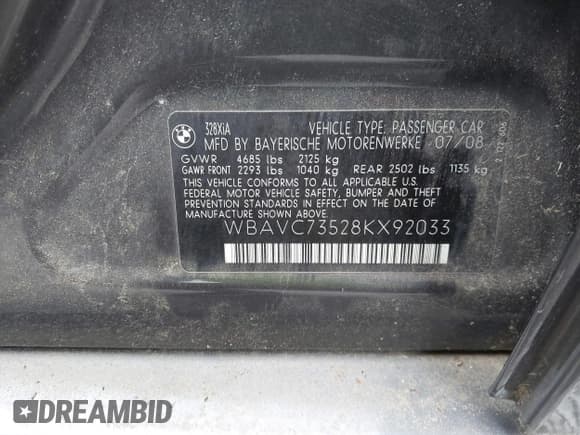 BMW
328XiA
VEHICLE TYPE: PASSENGER CAR
MFD BY BAYERISCHE MOTORENWERKE 07/08
GVWR 4685 lbs 2125 kg
GAWR FRONT 2293 lbs 1040 kg REAR 2502 lbs 1135 kg
THIS VEHICLE CONFORMS TO ALL APPLICABLE U.S.
FEDERAL MOTOR VEHICLE SAFETY, BUMPER AND THEFT
PREVENTION STANDARDS IN EFFECT ON THE DATE
OF MANUFACTURE SHOWN ABOVE.
WBAVC73528KX92033
DREAMBID